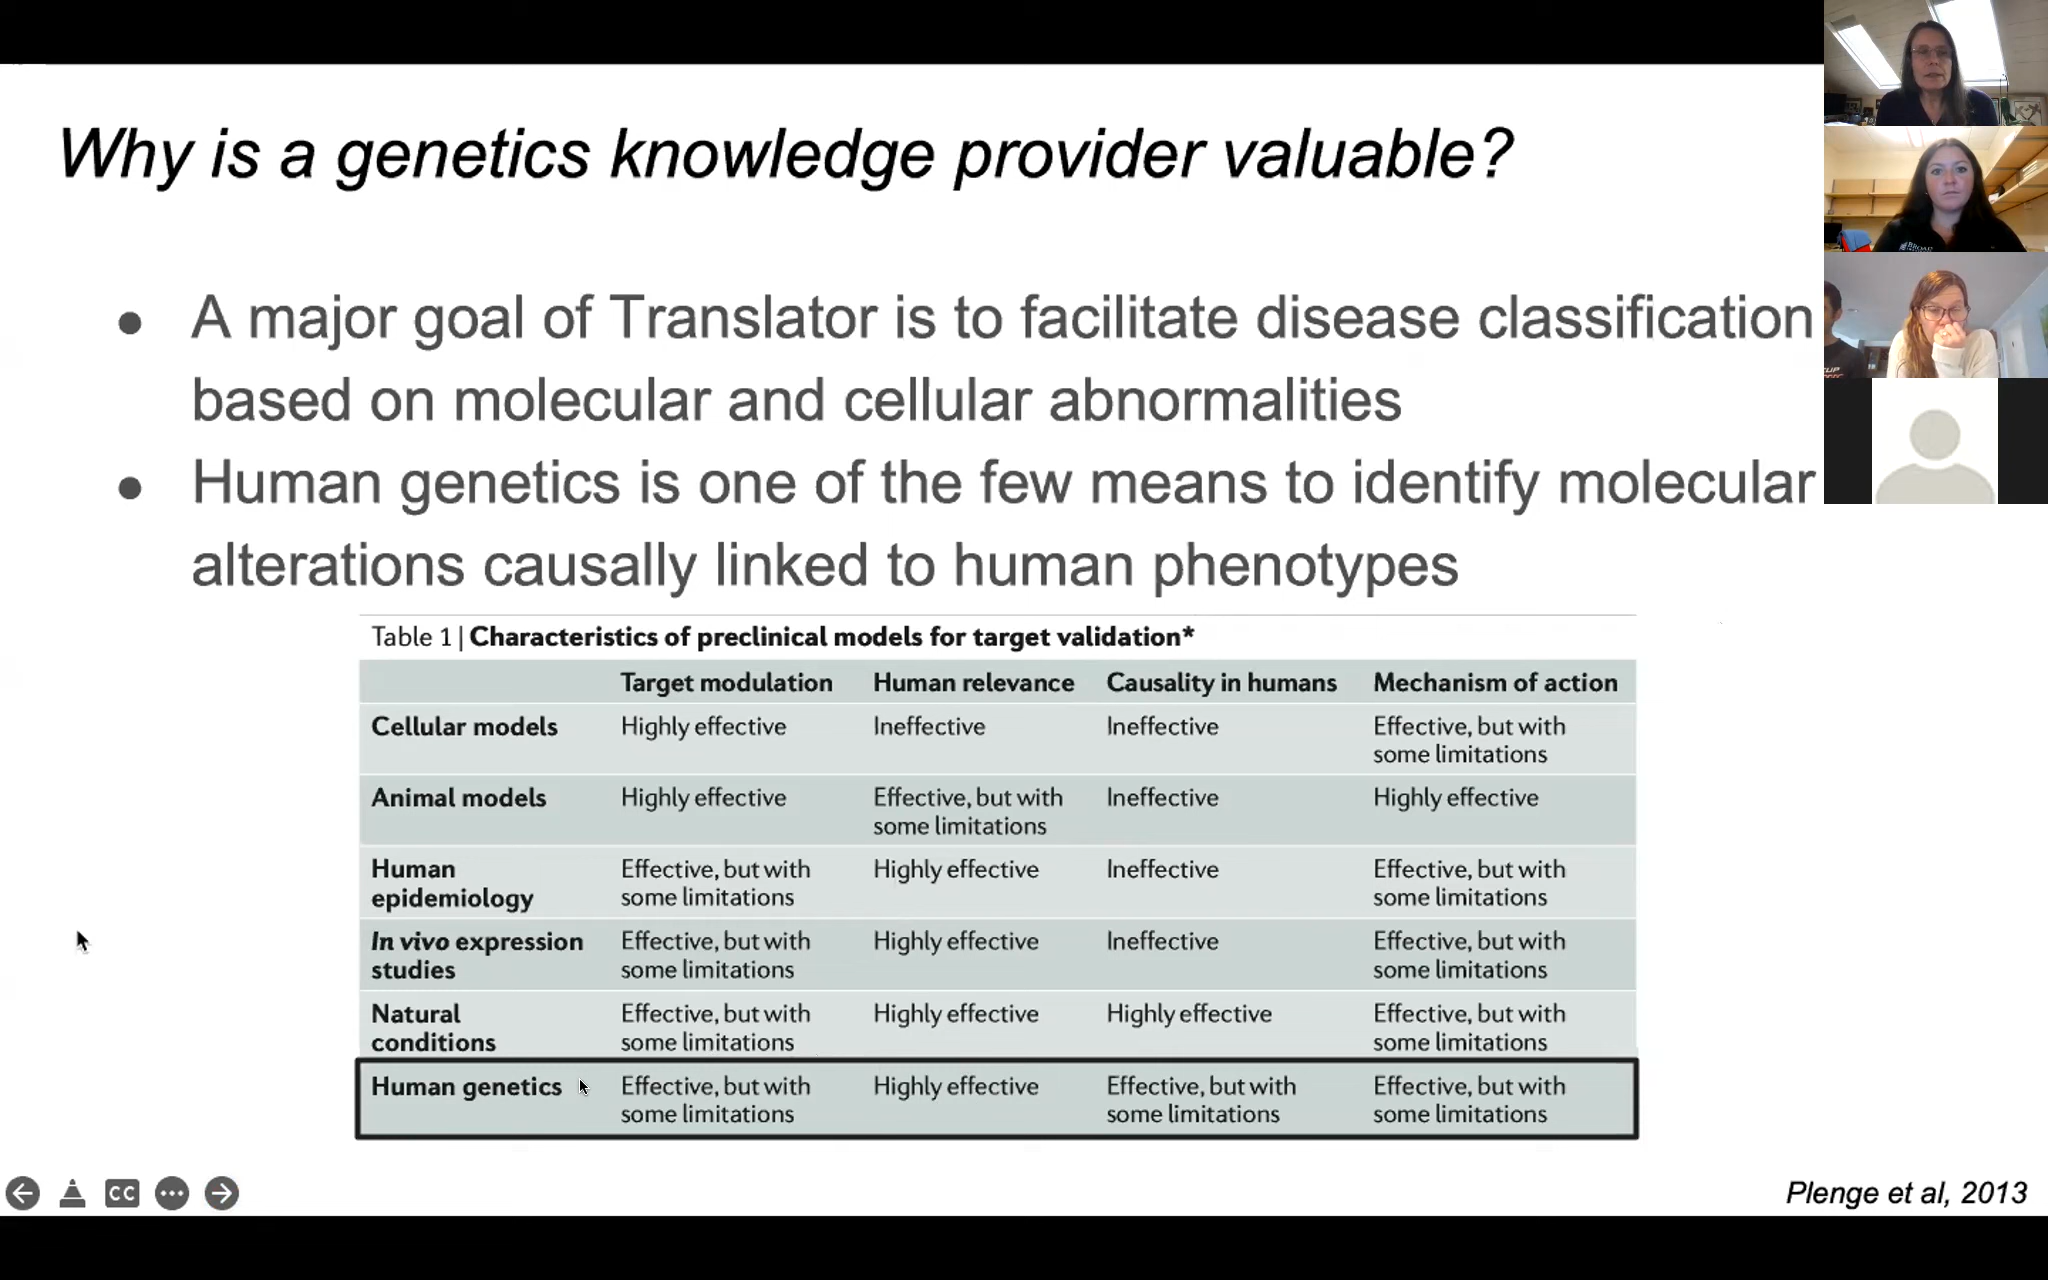 Why is a genetics knowledge provider valuable?
● A major goal of Translator is to facilitate disease classification
based on molecular and cellular abnormalities
● Human genetics is one of the few means to identify molecular
alterations causally linked to human phenotypes
Table 1 | Characteristics of preclinical models for target validation*
Target modulation Human relevance Causality in humans Mechanism of action
Cellular models Highly effective Ineffective Ineffective Effective, but with
some limitations
Animal models Highly effective Effective, but with Ineffective Highly effective
some limitations
Human Effective, but with Highly effective Ineffective Effective, but with
epidemiology some limitations some limitations
In vivo expression Effective, but with Highly effective Ineffective Effective, but with
studies some limitations some limitations
Natural Effective, but with Highly effective Highly effective Effective, but with
conditions some limitations some limitations
Human genetics Effective, but with Highly effective Effective, but with Effective, but with
some limitations some limitations some limitations
CC
Plenge et al, 2013
BROAD